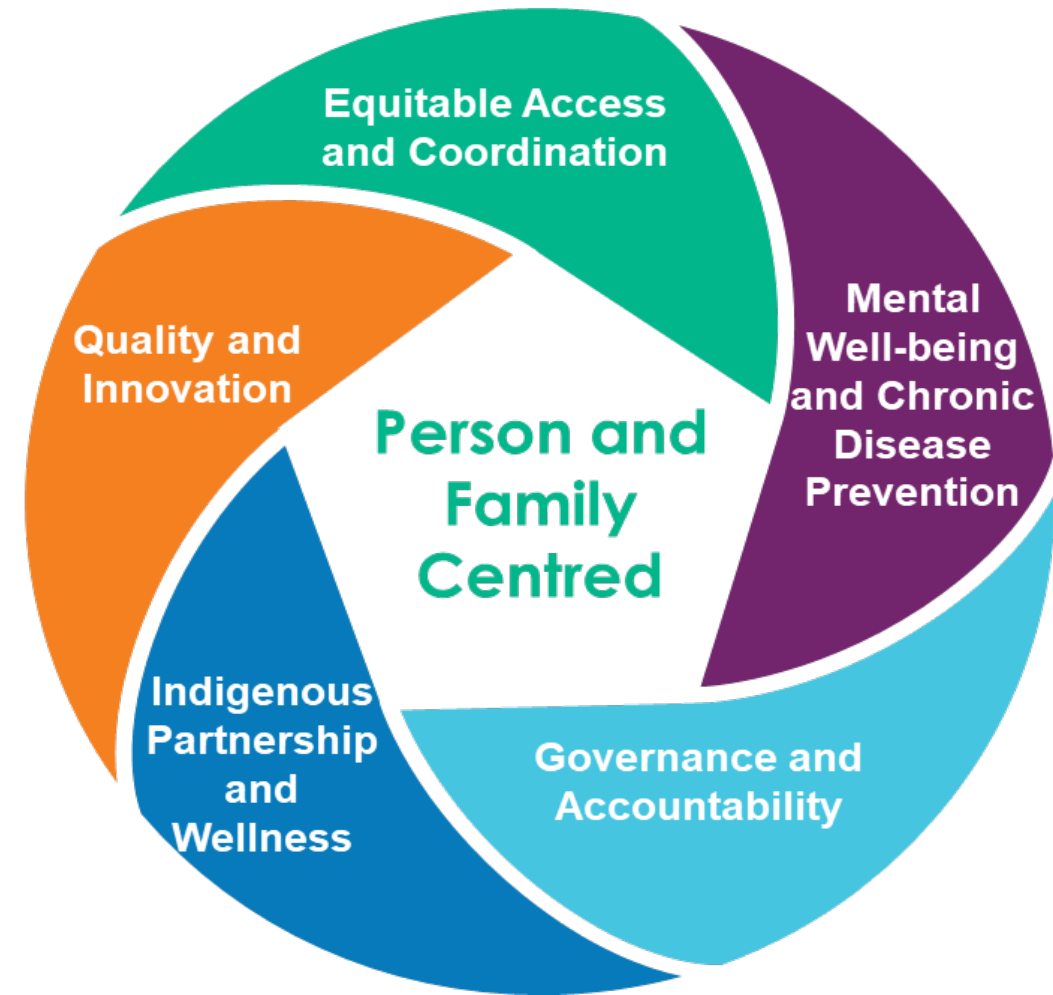 Equitable Access
and Coordination
Mental
Well-being
and Chronic
Disease
Prevention
Governance and
Accountability
Indigenous
Partnership
and
Wellness
Quality and
Innovation
Person and
Family
Centred